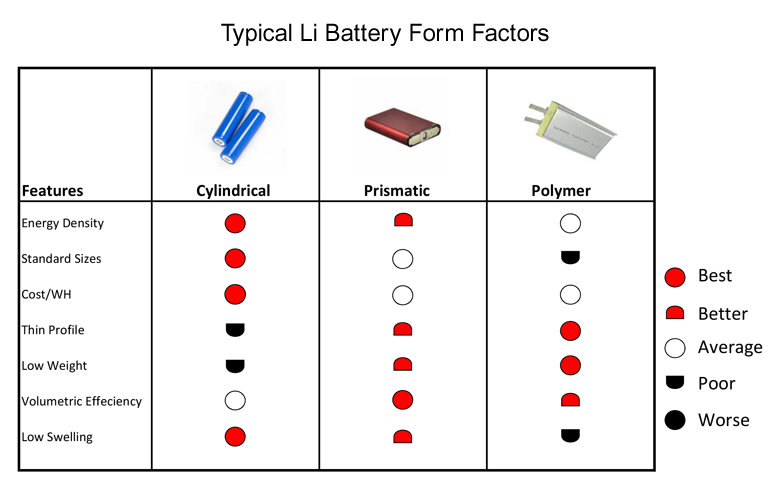 Typical Li Battery Form Factors
Features Cylindrical Prismatic Polymer
Energy Density
Standard Sizes
Cost/WH
Thin Profile
Low Weight
Volumetric Effeciency
Low Swelling
Best
Better
Average
Poor
Worse